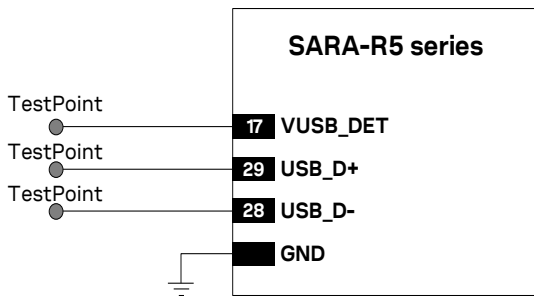 SARA-R5 series
TestPoint
17 VUSB_DET
TestPoint
29 USB_D+
TestPoint
28 USB_D-
GND